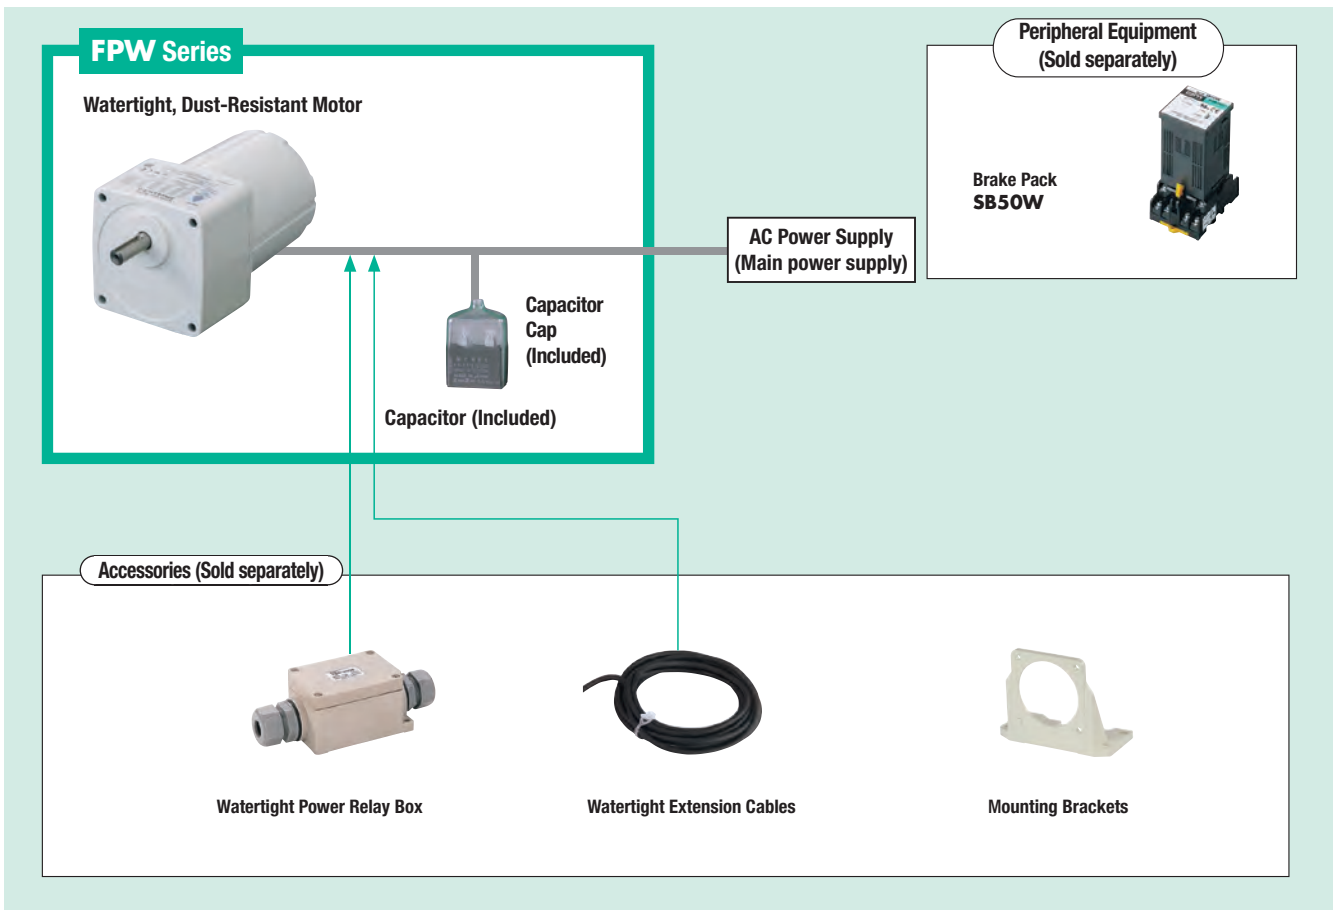 FPW Series
Watertight, Dust-Resistant Motor
Capacitor
Cap
(Included)
Capacitor (Included)
AC Power Supply
(Main power supply)
Peripheral Equipment
(Sold separately)
Brake Pack
SB50W
Accessories (Sold separately)
Watertight Power Relay Box
Watertight Extension Cables
Mounting Brackets